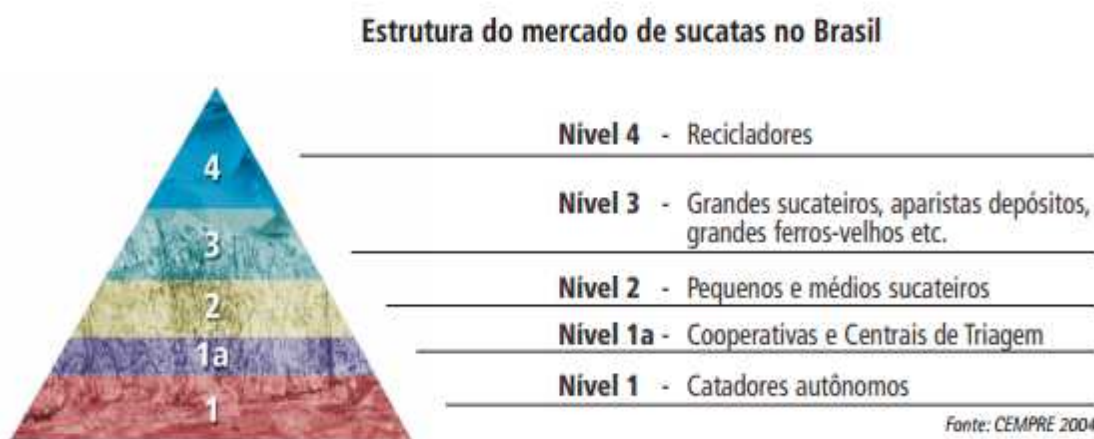 Estrutura do mercado de sucatas no Brasil
4
3
2
1a
1
Nível 4 - Recicladores
Nível 3 - Grandes sucateiros, aparistas depósitos,
grandes ferros-velhos etc.
Nível 2 - Pequenos e médios sucateiros
Nível 1a - Cooperativas e Centrais de Triagem
Nível 1 - Catadores autônomos
Fonte: CEMPRE 2004